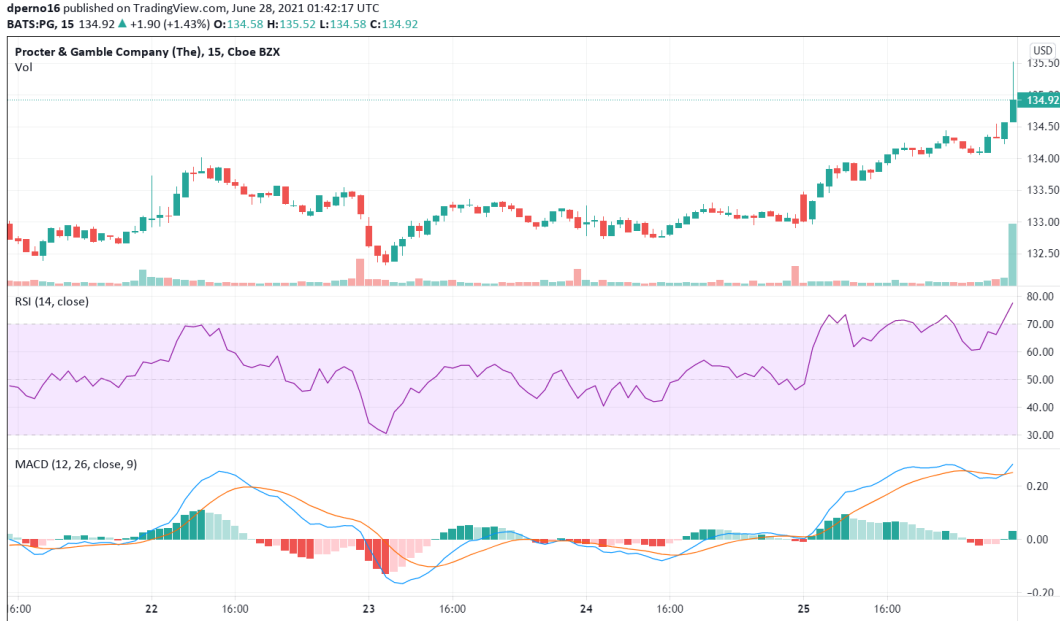 dperno16 published on TradingView.com, June 28, 2021 01:42:17 UTC
BATS:PG, 15 134.92 ▲ +1.90 (+1.43%) O:134.58 H:135.52 L:134.58 C:134.92
Procter & Gamble Company (The), 15, Cboe BZX
Vol
USD
135.50
135.00
134.92
134.50
134.00
133.50
133.00
132.50
RSI (14, close)
80.00
70.00
60.00
50.00
40.00
30.00
MACD (12, 26, close, 9)
0.20
0.00
−0.20
16:00 22 16:00 23 16:00 24 16:00 25 16:00